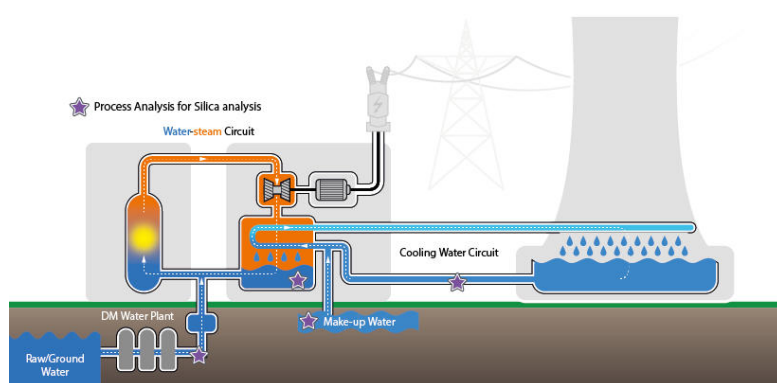 Process Analysis for Silica analysis
Water-steam Circuit
Cooling Water Circuit
DM Water Plant
Make-up Water
Raw/Ground
Water